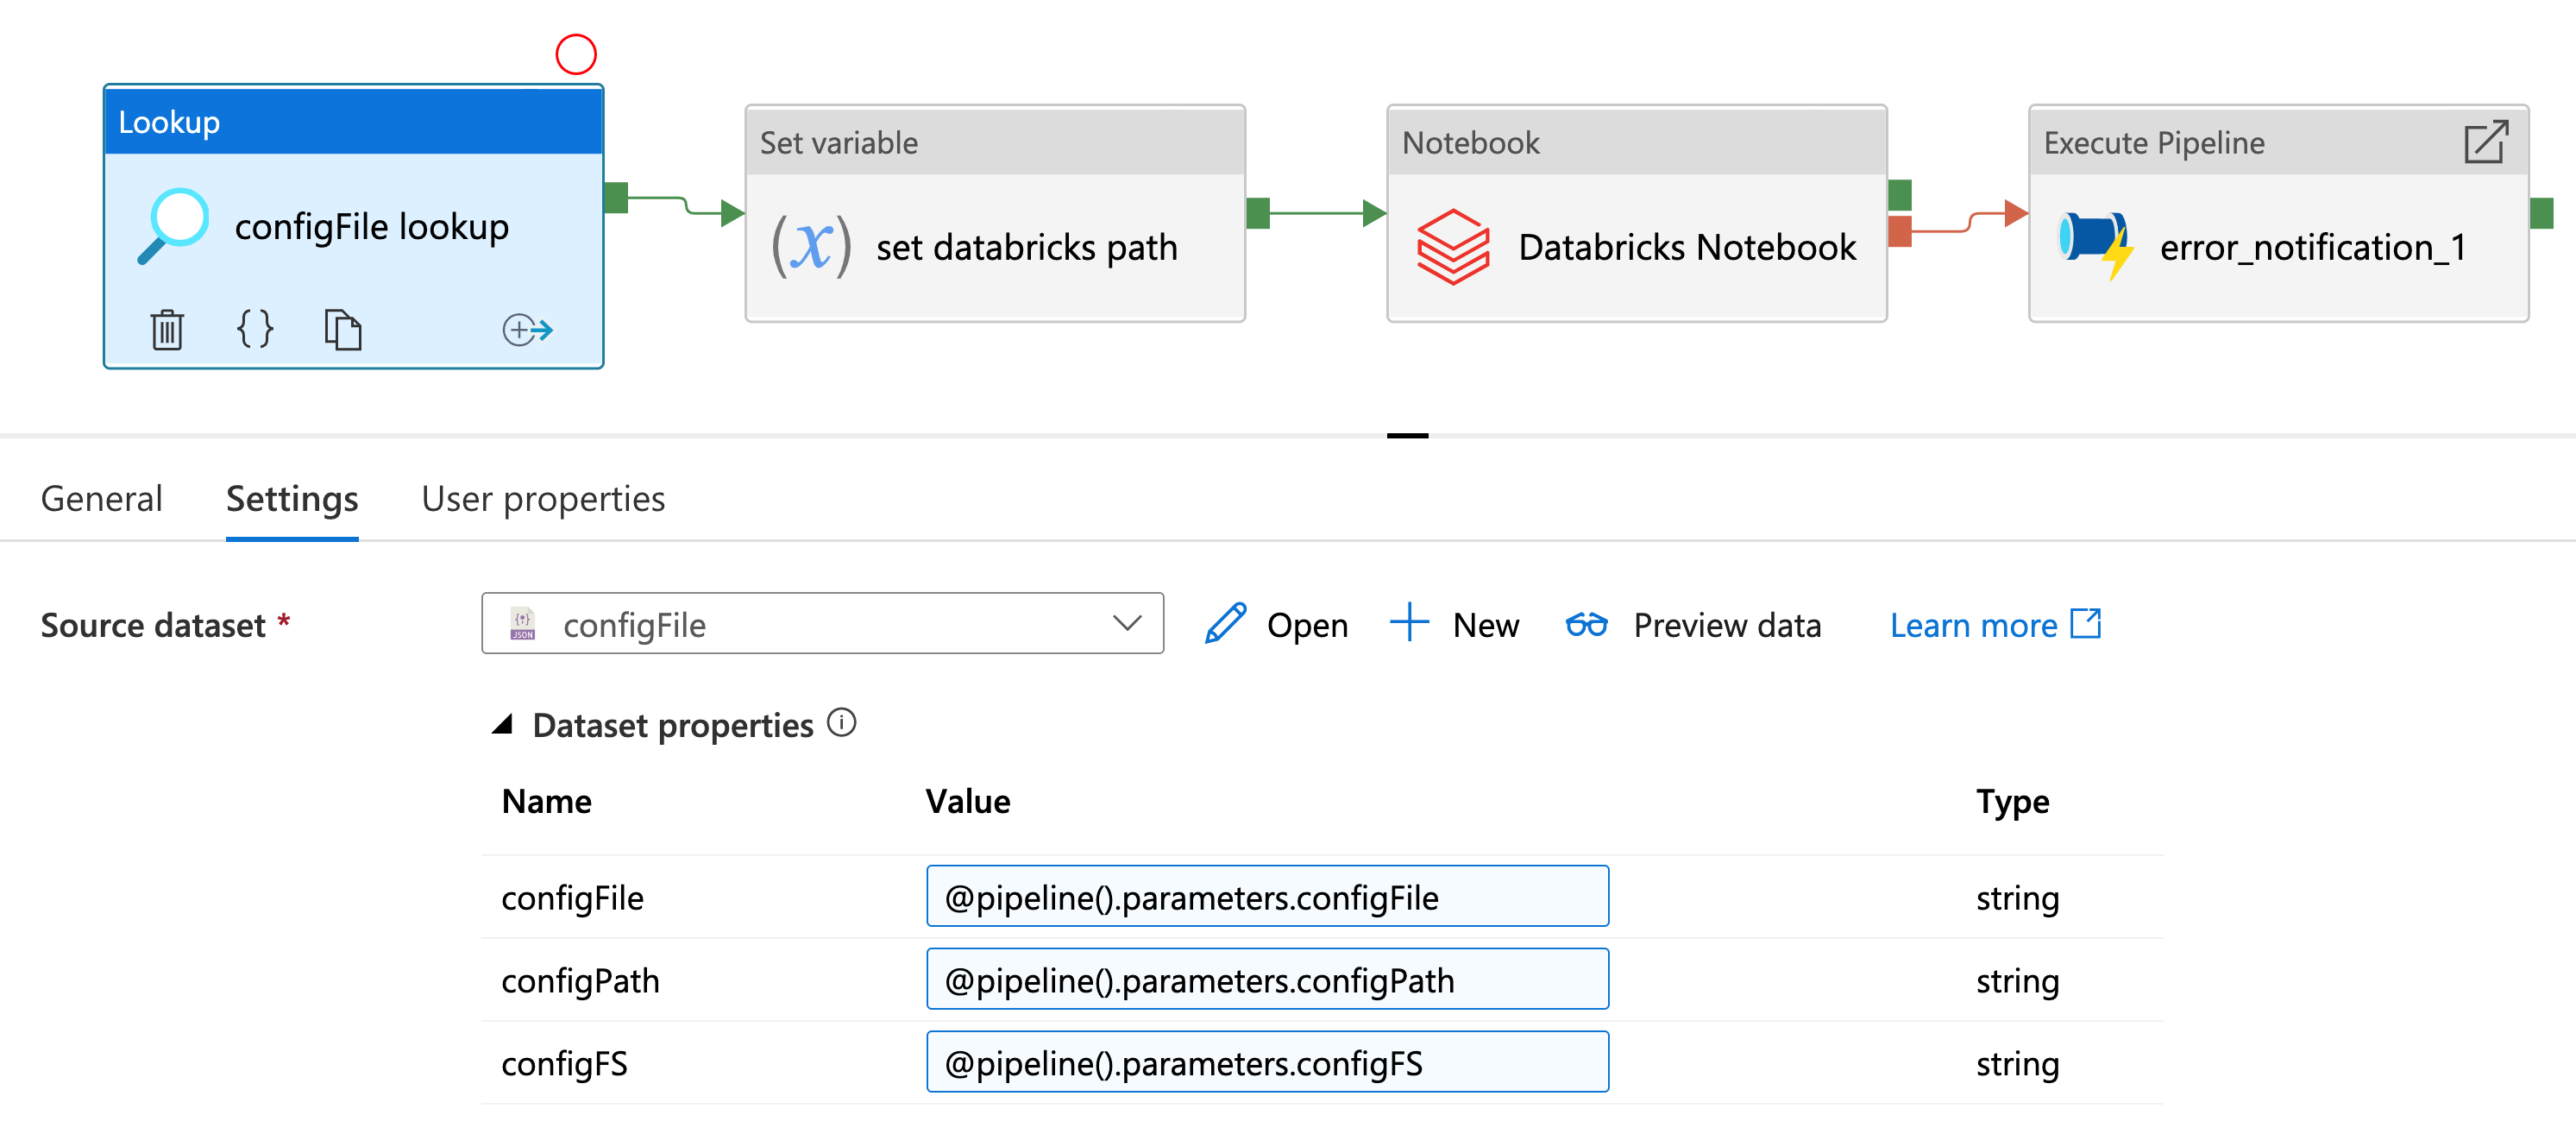 Lookup
configFile lookup
Set variable
(x) set databricks path
Notebook
Databricks Notebook
Execute Pipeline
error_notification_1
General Settings User properties
Source dataset * configFile Open New Preview data Learn more
JSON
Dataset properties
Name Value Type
configFile @pipeline().parameters.configFile string
configPath @pipeline().parameters.configPath string
configFS @pipeline().parameters.configFS string